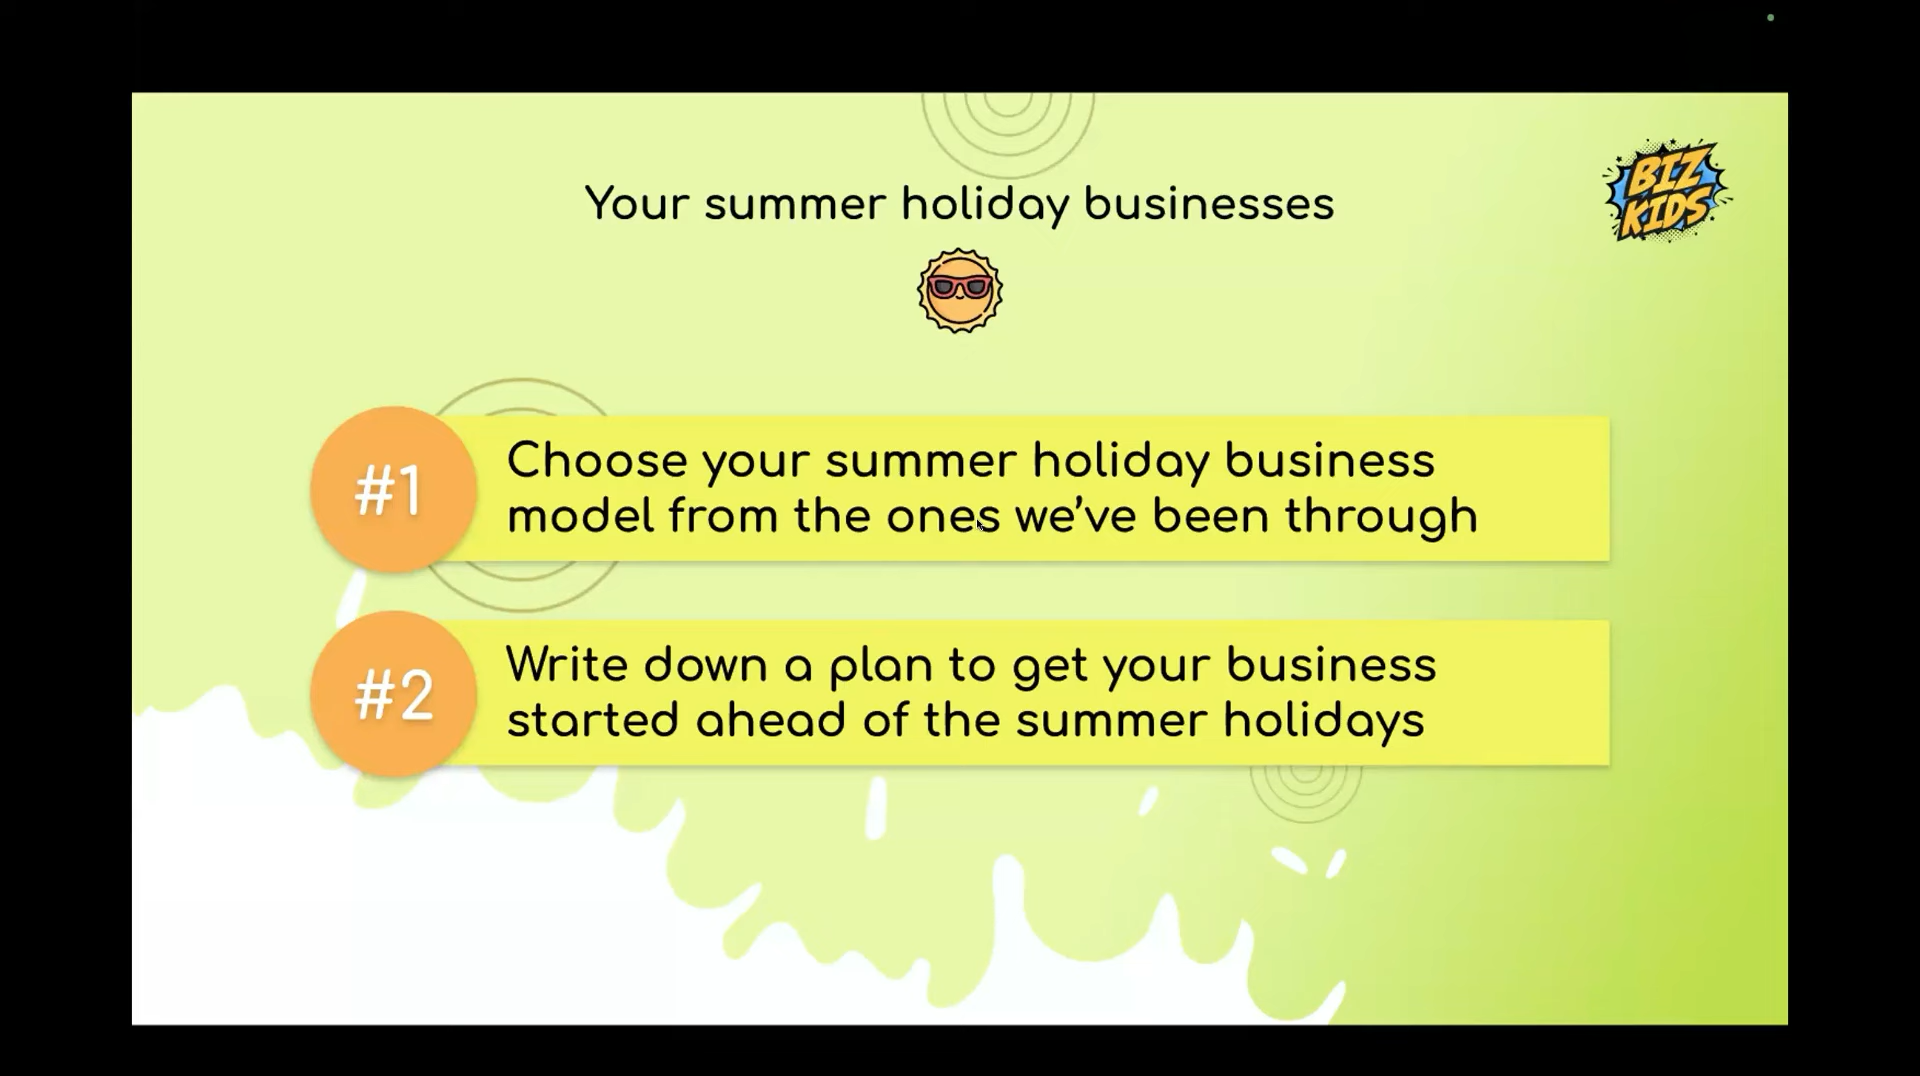 Your summer holiday businesses
BIZ
KIDS
#1
Choose your summer holiday business
model from the ones we’ve been through
#2
Write down a plan to get your business
started ahead of the summer holidays